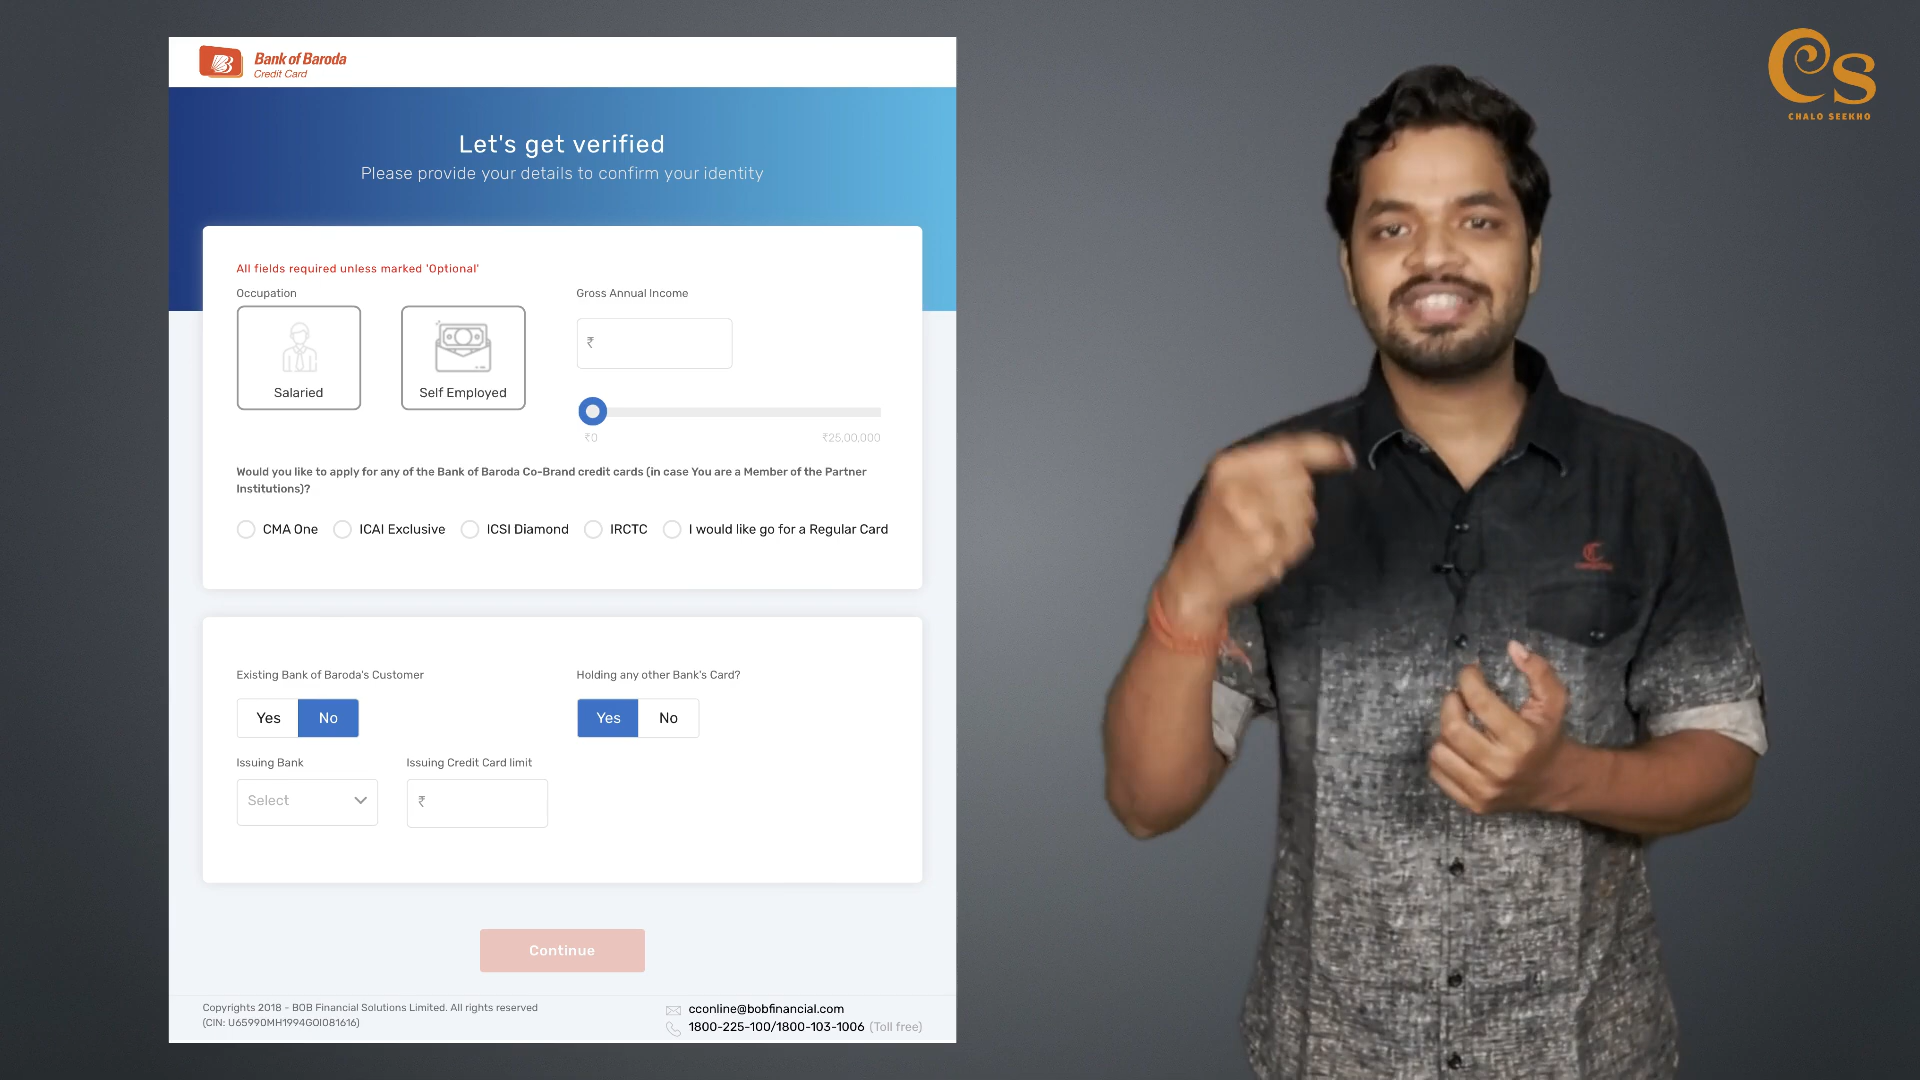 Bank of Baroda
Credit Card
Let's get verified
Please provide your details to confirm your identity
All fields required unless marked 'Optional'
Occupation
Salaried
Self Employed
Gross Annual Income
₹
₹0
₹25,00,000
Would you like to apply for any of the Bank of Baroda Co-Brand credit cards (in case You are a Member of the Partner
Institutions)?
CMA One
ICAI Exclusive
ICSI Diamond
IRCTC
I would like go for a Regular Card
Existing Bank of Baroda's Customer
Yes
No
Holding any other Bank's Card?
Yes
No
Issuing Bank
Select
Issuing Credit Card limit
₹
Continue
Copyrights 2018 - BOB Financial Solutions Limited. All rights reserved
(CIN: U65990MH1994GOI081616)
cconline@bobfinancial.com
1800-225-100/1800-103-1006 (Toll free)
Cs
CHALO SEEKHO